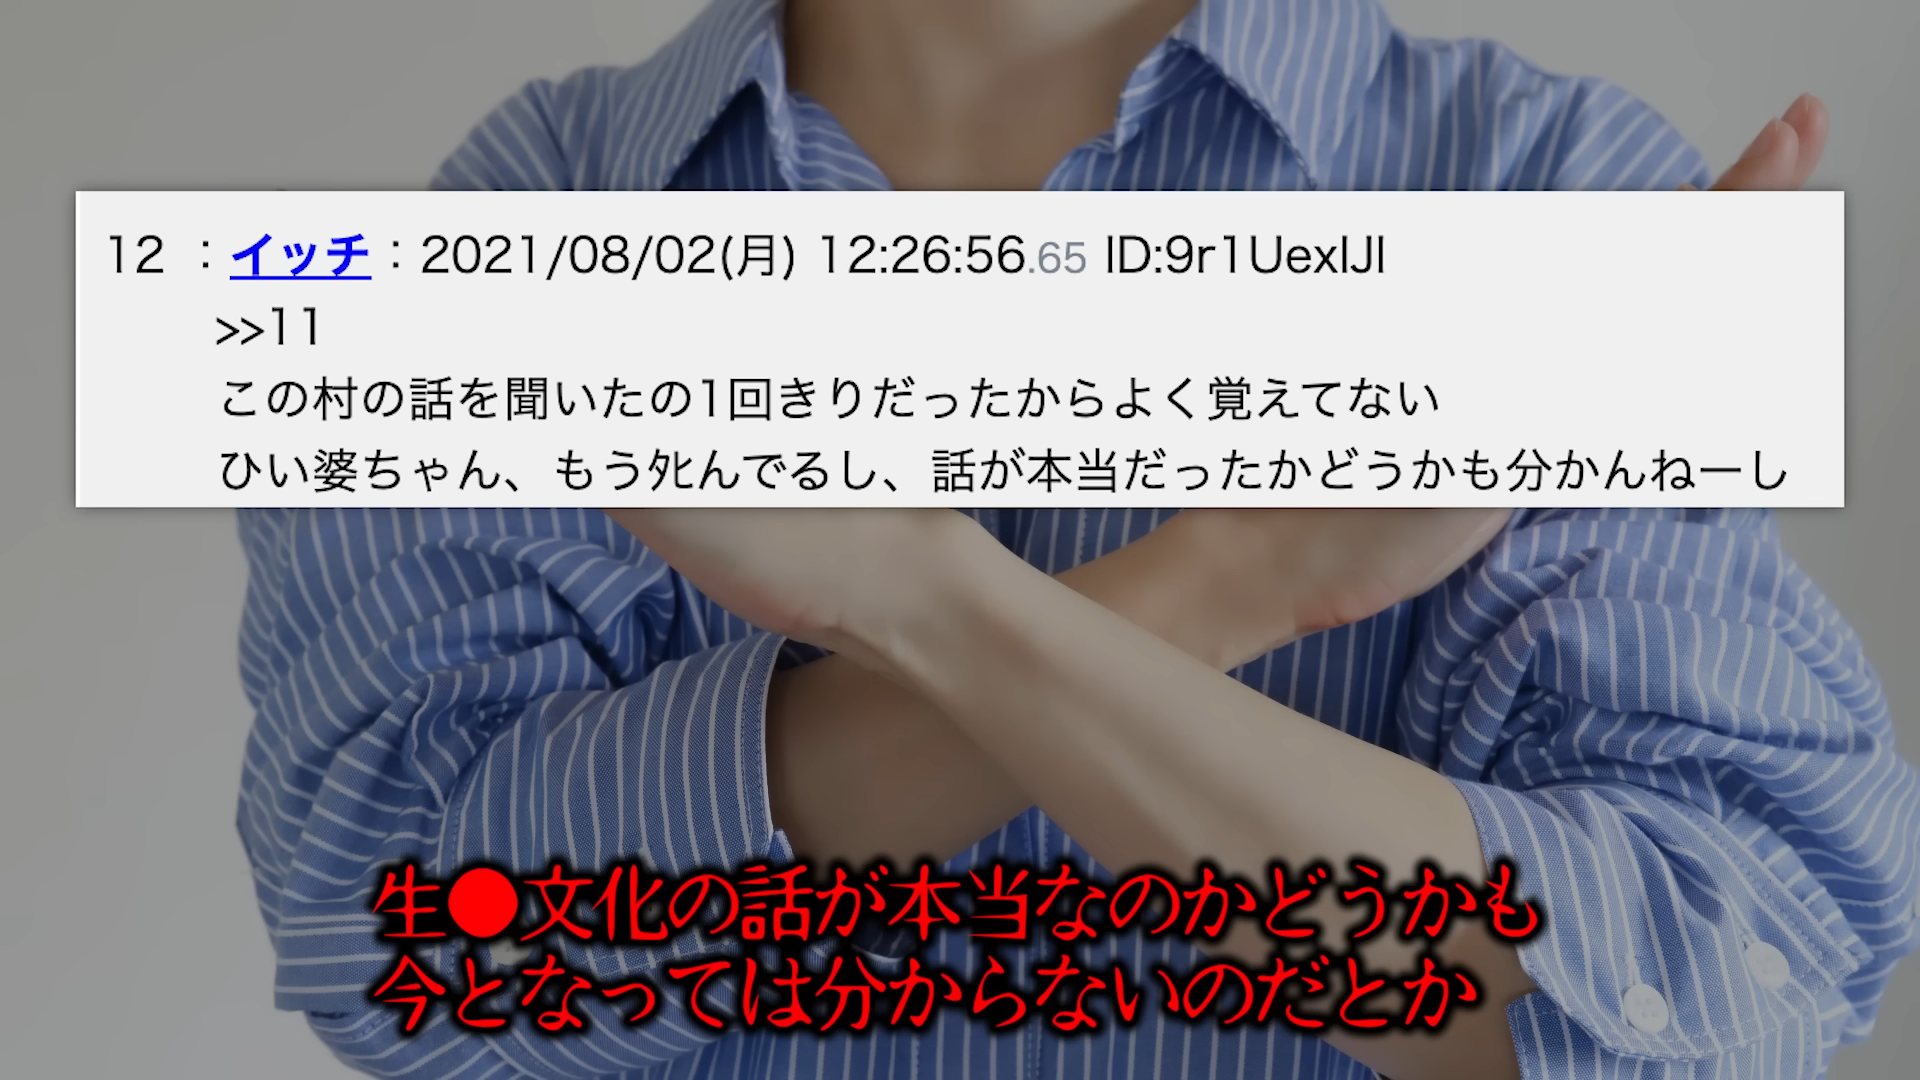 12 ：イッチ：2021/08/02(月) 12:26:56.65 ID:9r1UexIJI
>>11
この村の話を聞いたの1回きりだったからよく覚えてない
ひい婆ちゃん、もうﾀﾋんでるし、話が本当だったかどうかも分かんねーし
生●文化の話が本当なのかどうかも
今となっては分からないのだとか